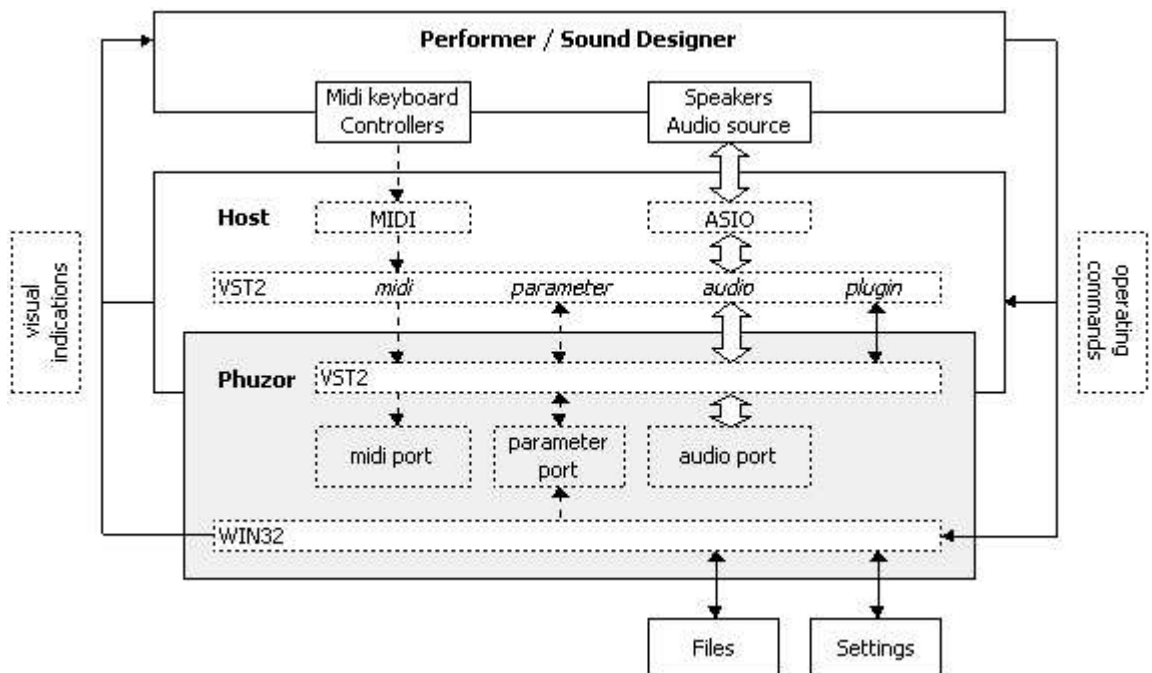 Performer / Sound Designer
Midi keyboard
Controllers
Speakers
Audio source
Host
MIDI
ASIO
visual
indications
VST2 midi parameter audio plugin
operating
commands
Phuzor
VST2
midi port
parameter
port
audio port
WIN32
Files
Settings